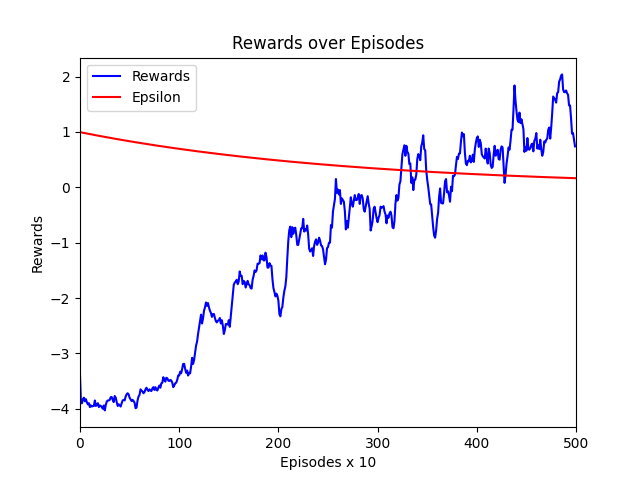 Rewards over Episodes
Rewards
Epsilon
2
1
0
−1
−2
−3
−4
Rewards
0 100 200 300 400 500
Episodes x 10